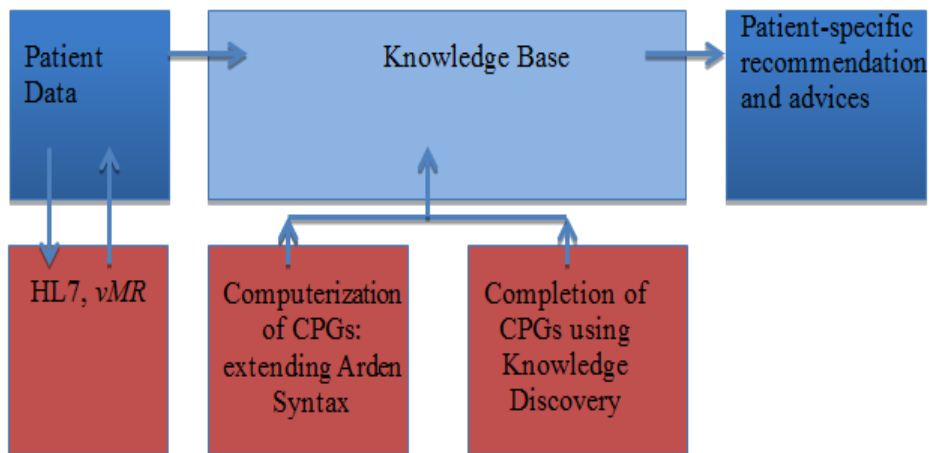 Patient
Data
Knowledge Base
Patient-specific
recommendation
and advices
HL7, vMR
Computerization
of CPGs:
extending Arden
Syntax
Completion of
CPGs using
Knowledge
Discovery